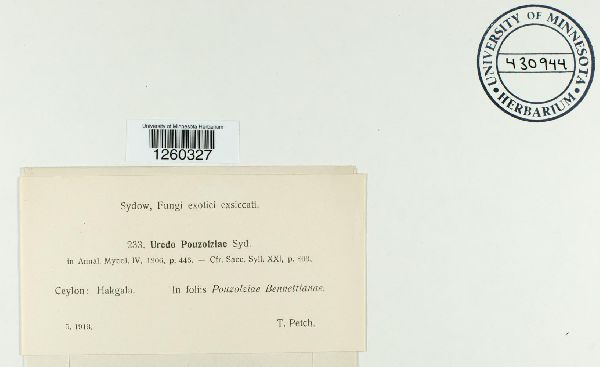 UNIVERSITY OF MINNESOTA
430944
• HERBARIUM •
University of Minnesota Herbarium
1260327
Sydow, Fungi exotici exsiccati.
233. Uredo Pouzolziae Syd.
in Annal. Mycol. IV, 1906, p. 445. — Cfr. Sacc. Syll. XXI, p.
Ceylon: Hakgala. In foliis Pouzolziae Bennettianae.
5. 1913. T. Petch.